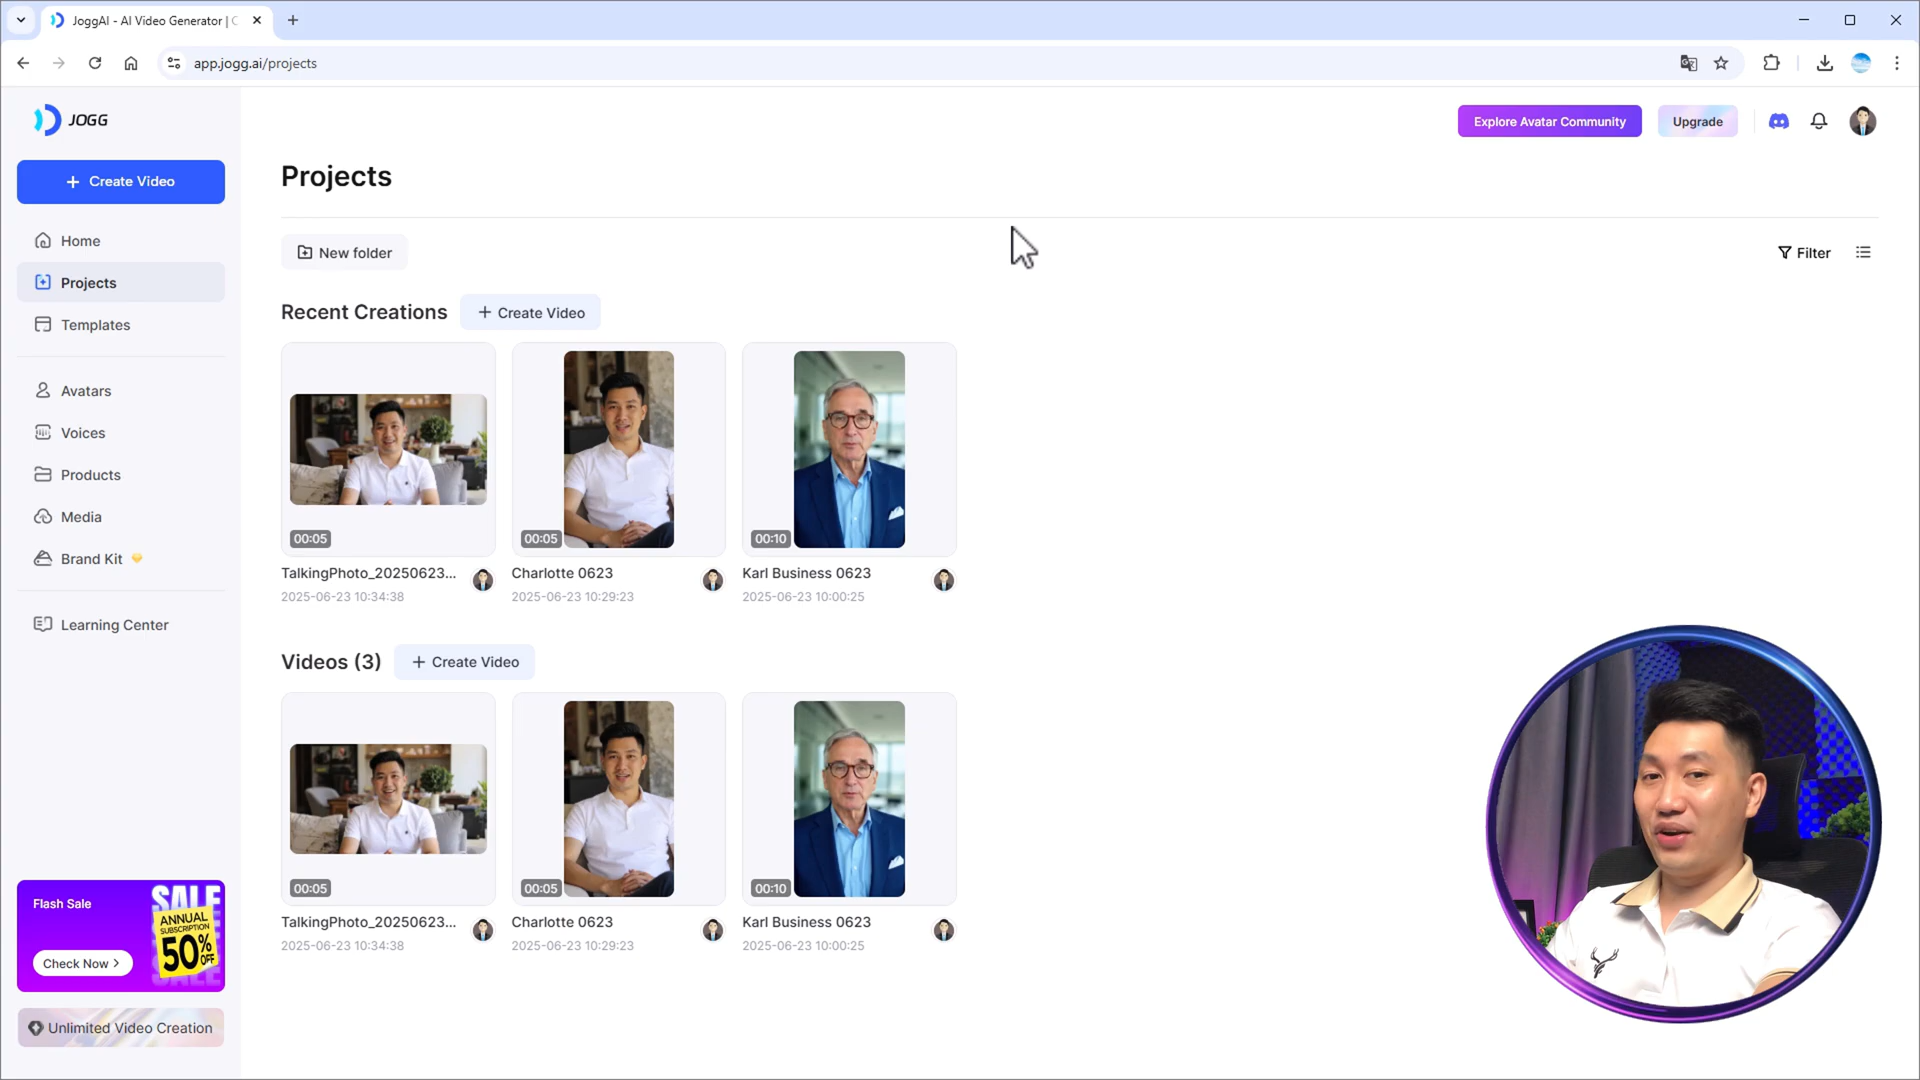 JoggAI - AI Video Generator | C
app.jogg.ai/projects
JOGG
Explore Avatar Community
Upgrade
Create Video
Home
Projects
Templates
Avatars
Voices
Products
Media
Brand Kit
Learning Center
Flash Sale
Check Now
SALE
ANNUAL
SUBSCRIPTION
50%
OFF
SALE
Unlimited Video Creation
Projects
New folder
Filter
Recent Creations
Create Video
00:05
00:05
00:10
TalkingPhoto_20250623...
Charlotte 0623
Karl Business 0623
2025-06-23 10:34:38
2025-06-23 10:29:23
2025-06-23 10:00:25
Videos (3)
Create Video
00:05
00:05
00:10
TalkingPhoto_20250623...
Charlotte 0623
Karl Business 0623
2025-06-23 10:34:38
2025-06-23 10:29:23
2025-06-23 10:00:25